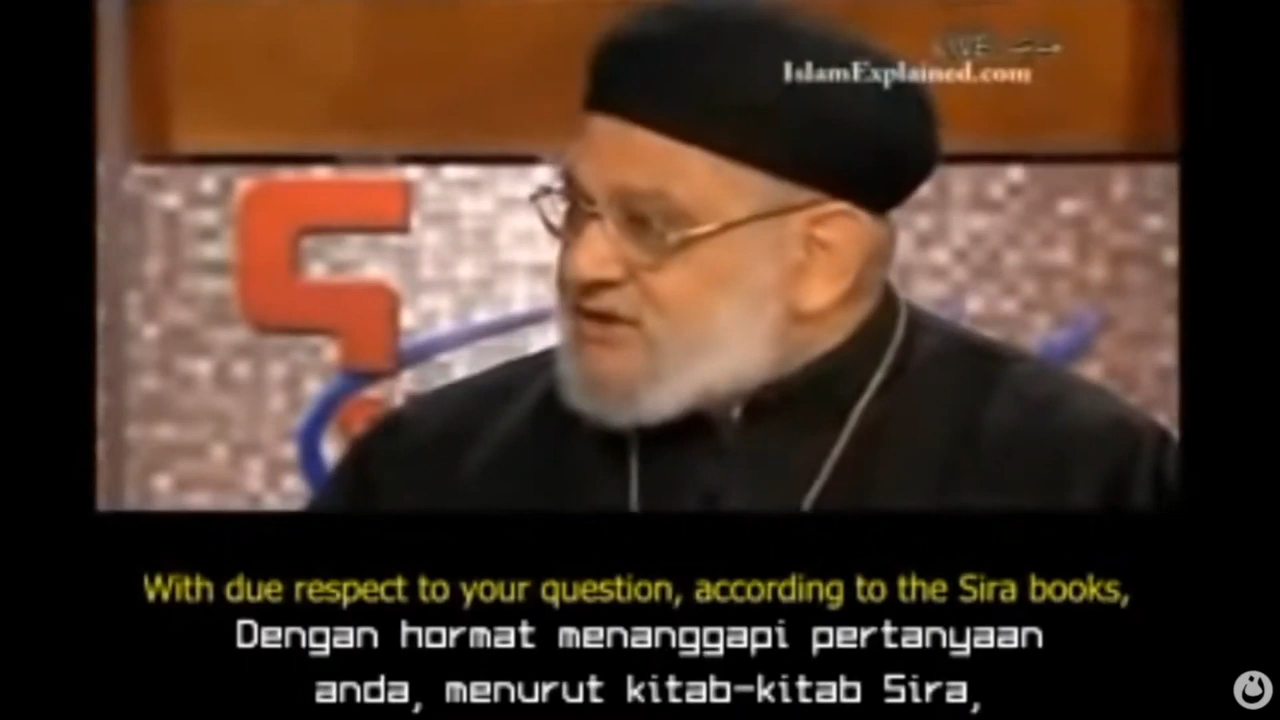 IslamExplained.com
With due respect to your question, according to the Sira books,
Dengan hormat menanggapi pertanyaan
anda, menurut kitab-kitab Sira,